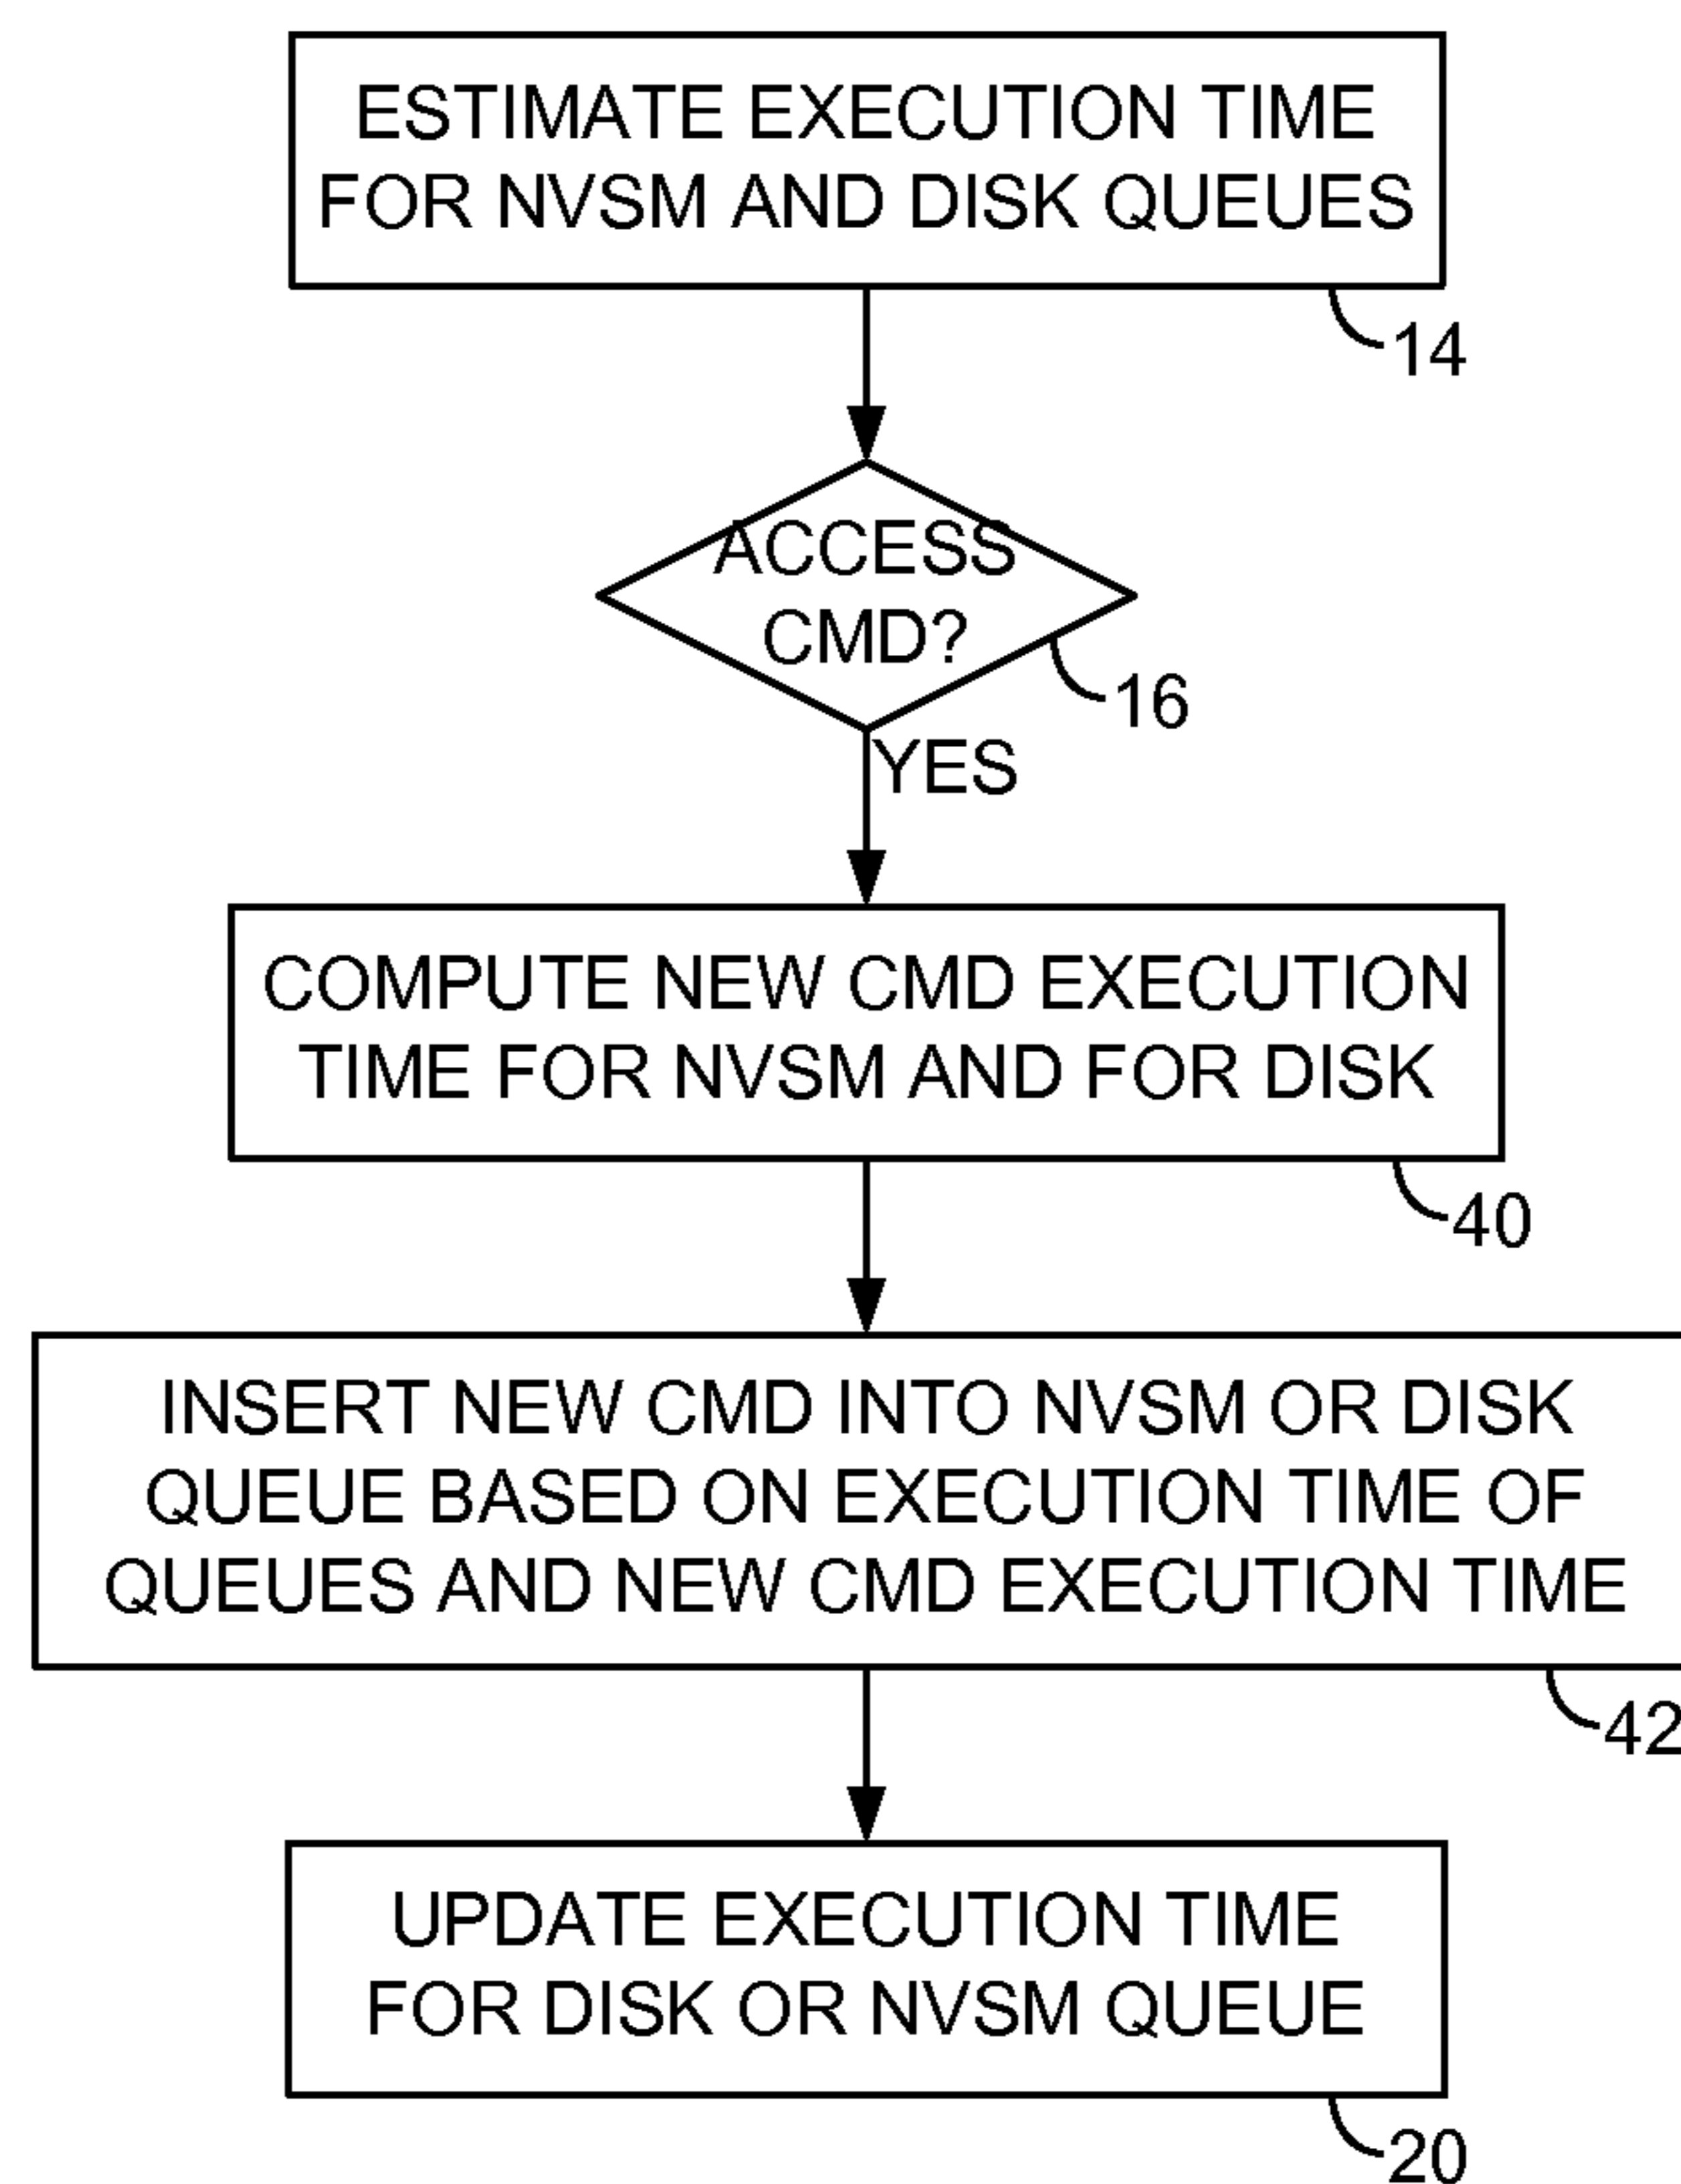 ESTIMATE EXECUTION TIME
FOR NVSM AND DISK QUEUES
14
ACCESS
CMD?
16
YES
COMPUTE NEW CMD EXECUTION
TIME FOR NVSM AND FOR DISK
40
INSERT NEW CMD INTO NVSM OR DISK
QUEUE BASED ON EXECUTION TIME OF
QUEUES AND NEW CMD EXECUTION TIME
42
UPDATE EXECUTION TIME
FOR DISK OR NVSM QUEUE
20